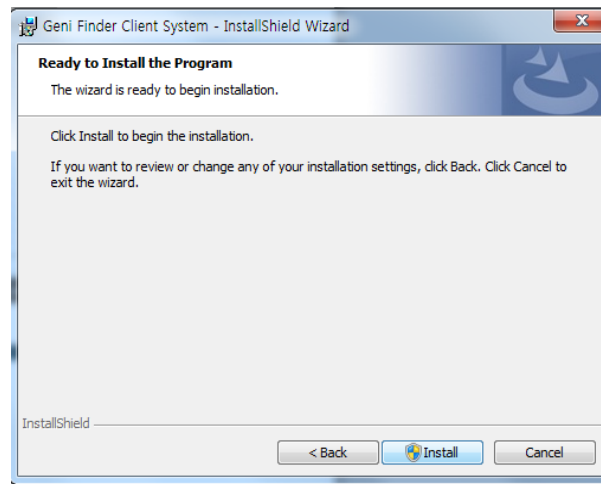 Geni Finder Client System - InstallShield Wizard
Ready to Install the Program
The wizard is ready to begin installation.
Click Install to begin the installation.
If you want to review or change any of your installation settings, click Back. Click Cancel to
exit the wizard.
InstallShield
< Back
Install
Cancel